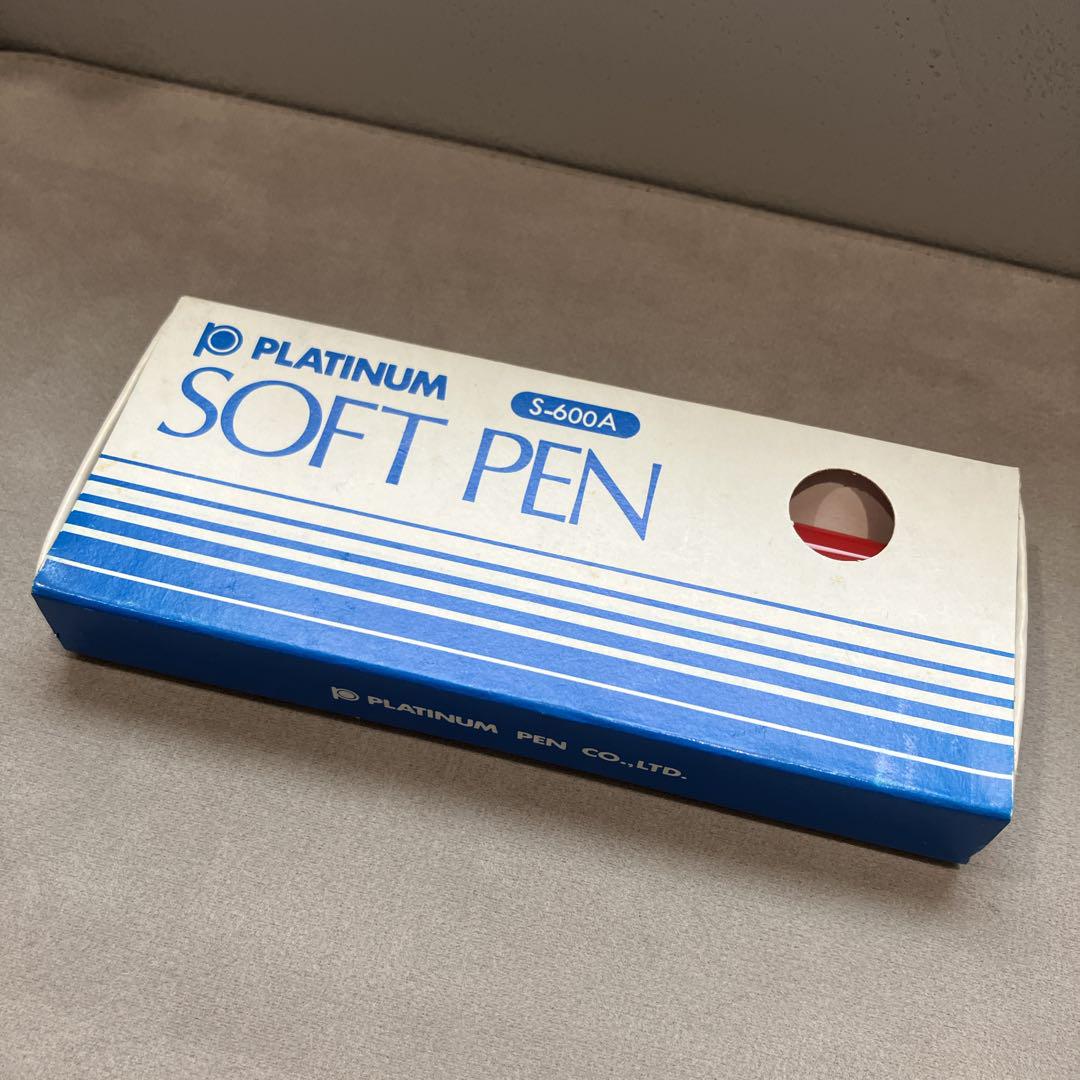 PLATINUM
SOFT PEN
S-600A
PLATINUM PEN CO.,LTD.